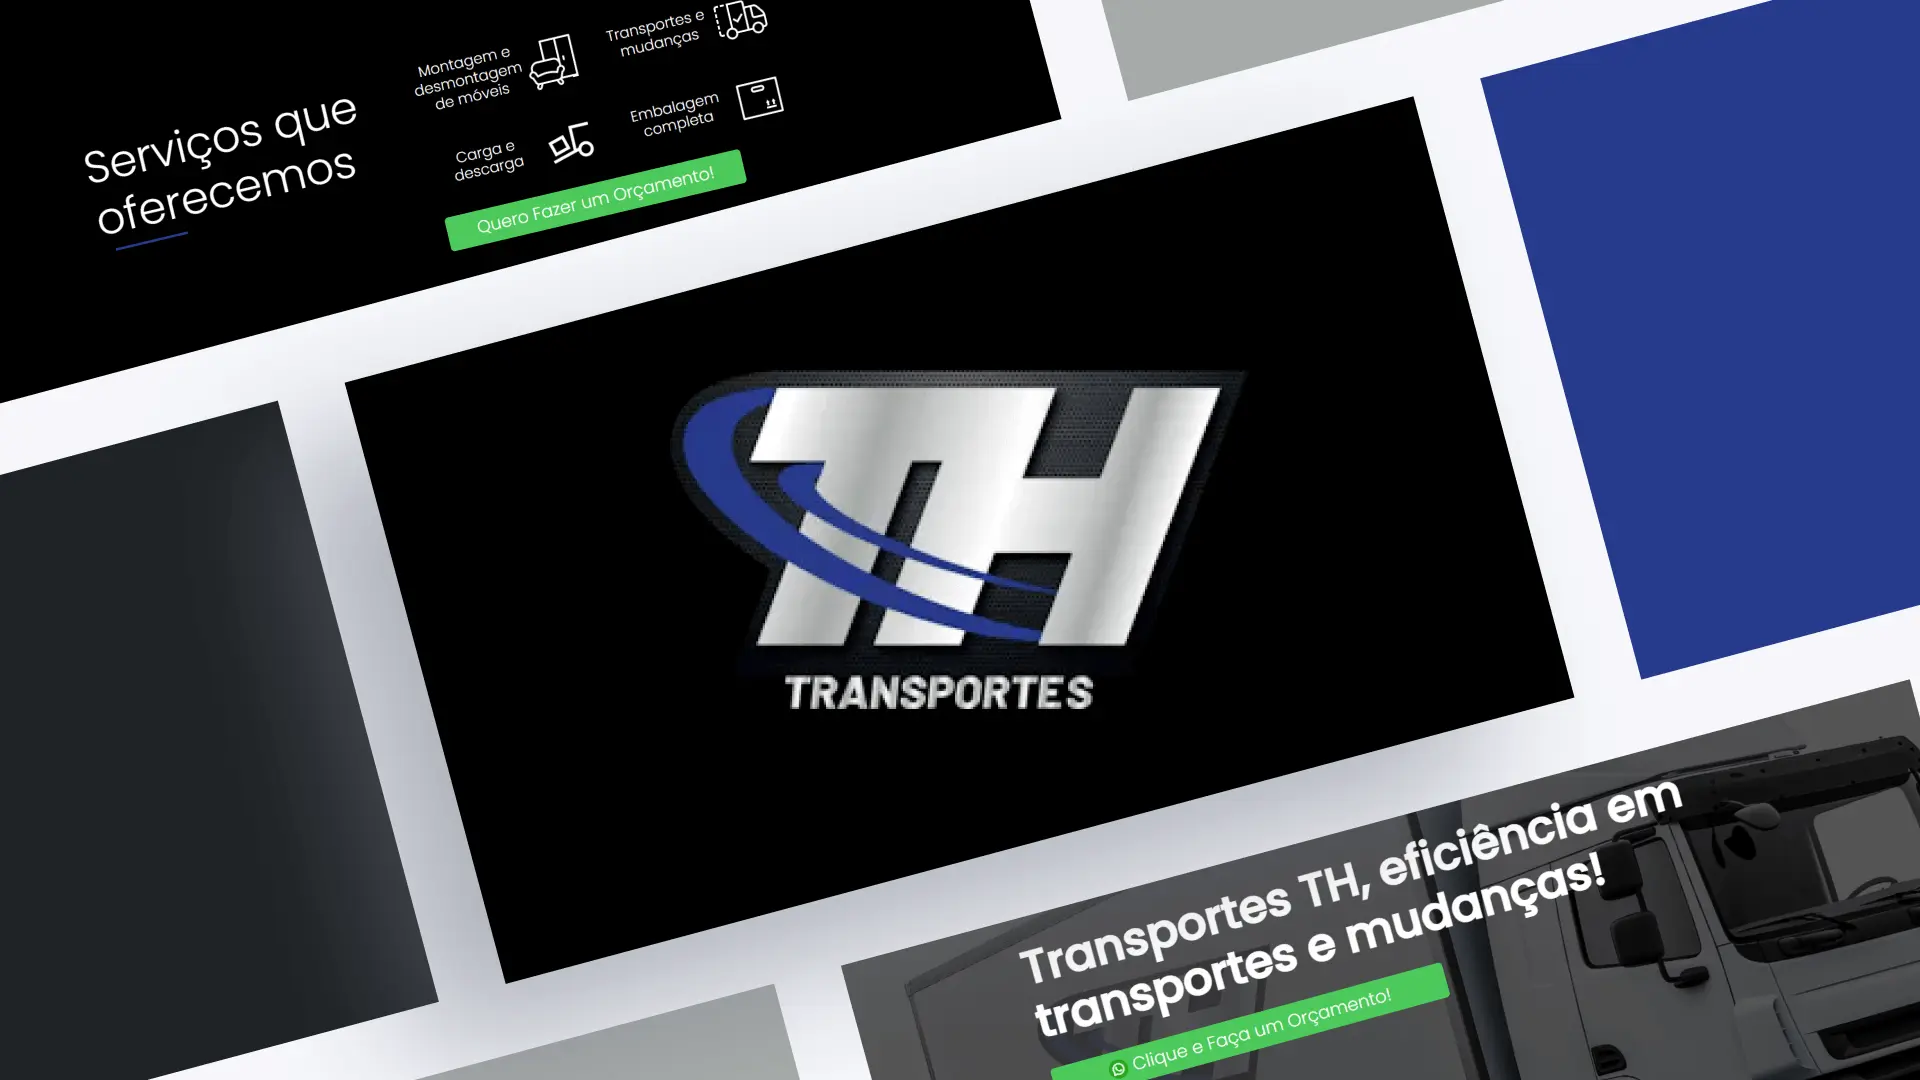 Serviços que
oferecemos
Montagem e
desmontagem
de móveis
Transportes e
mudanças
Carga e
descarga
Embalagem
completa
Quero Fazer um Orçamento!
TH
TRANSPORTES
Transportes TH, eficiência em
transportes e mudanças!
Clique e Faça um Orçamento!